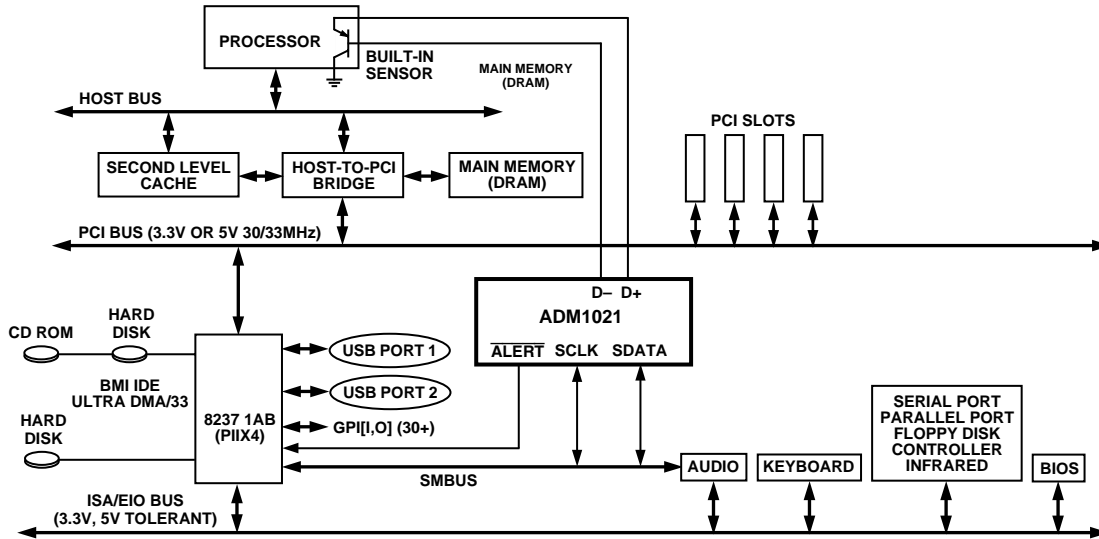 PROCESSOR
BUILT-IN
SENSOR
MAIN MEMORY
(DRAM)
HOST BUS
PCI SLOTS
SECOND LEVEL
CACHE
HOST-TO-PCI
BRIDGE
MAIN MEMORY
(DRAM)
PCI BUS (3.3V OR 5V 30/33MHz)
D– D+
ADM1021
ALERT SCLK SDATA
CD ROM
HARD
DISK
BMI IDE
ULTRA DMA/33
HARD
DISK
8237 1AB
(PIIX4)
USB PORT 1
USB PORT 2
GPI[I,O] (30+)
SMBUS
AUDIO
KEYBOARD
SERIAL PORT
PARALLEL PORT
FLOPPY DISK
CONTROLLER
INFRARED
BIOS
ISA/EIO BUS
(3.3V, 5V TOLERANT)